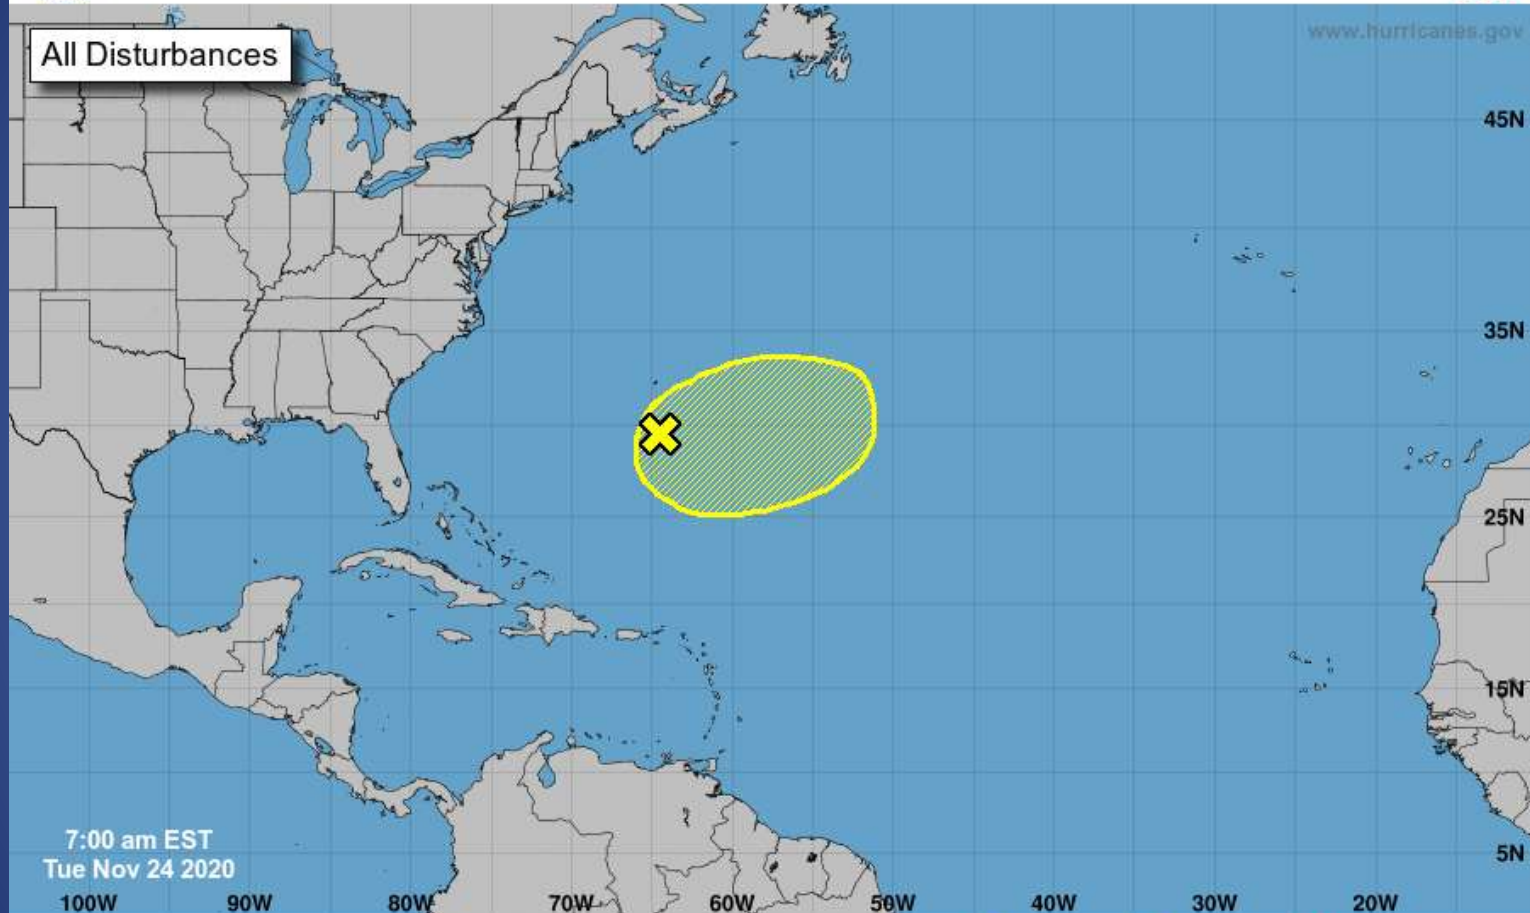 All Disturbances
www.hurricanes.gov
45N
35N
25N
15N
5N
7:00 am EST
Tue Nov 24 2020
100W 90W 80W 70W 60W 50W 40W 30W 20W